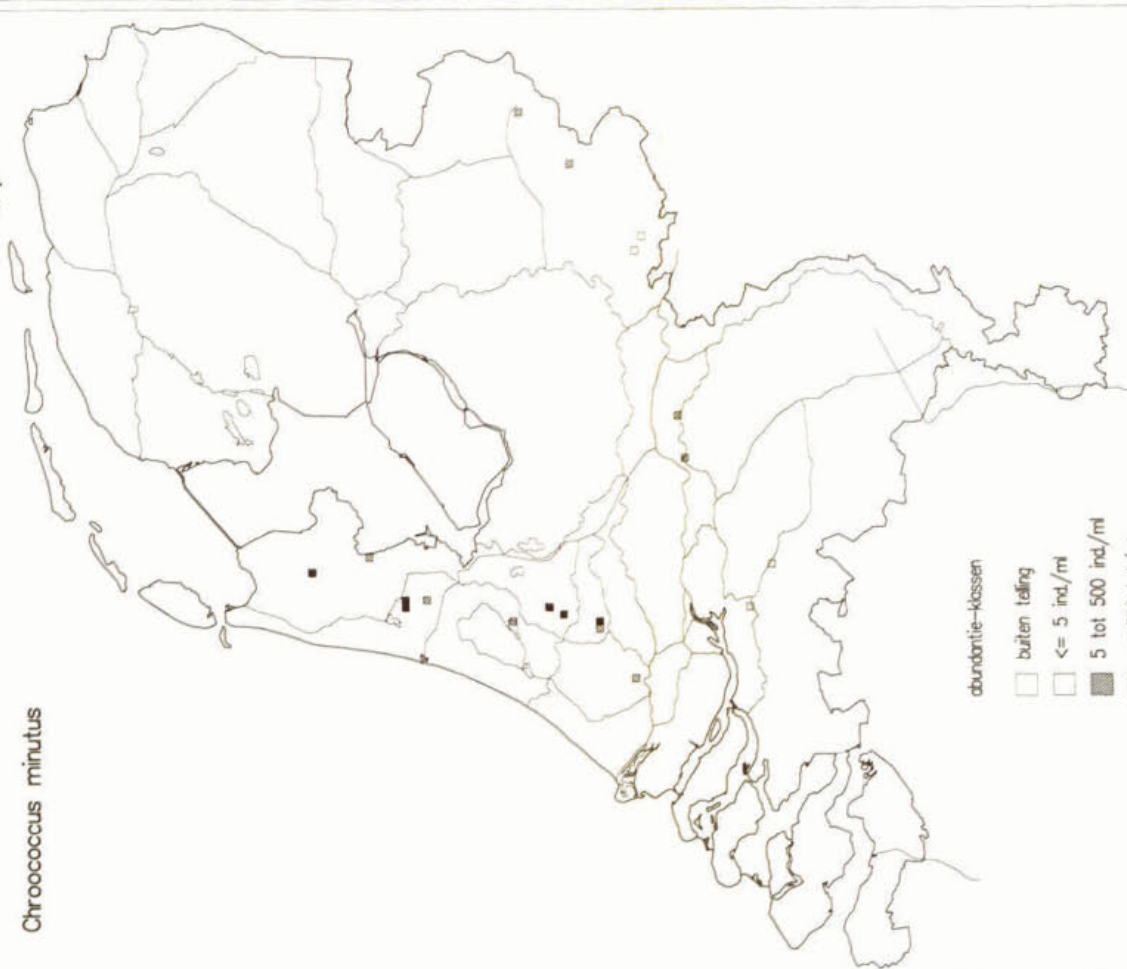 Chroococcus minutus
abundantie-klassen
buiten telling
<= 5 ind./ml
5 tot 500 ind./ml